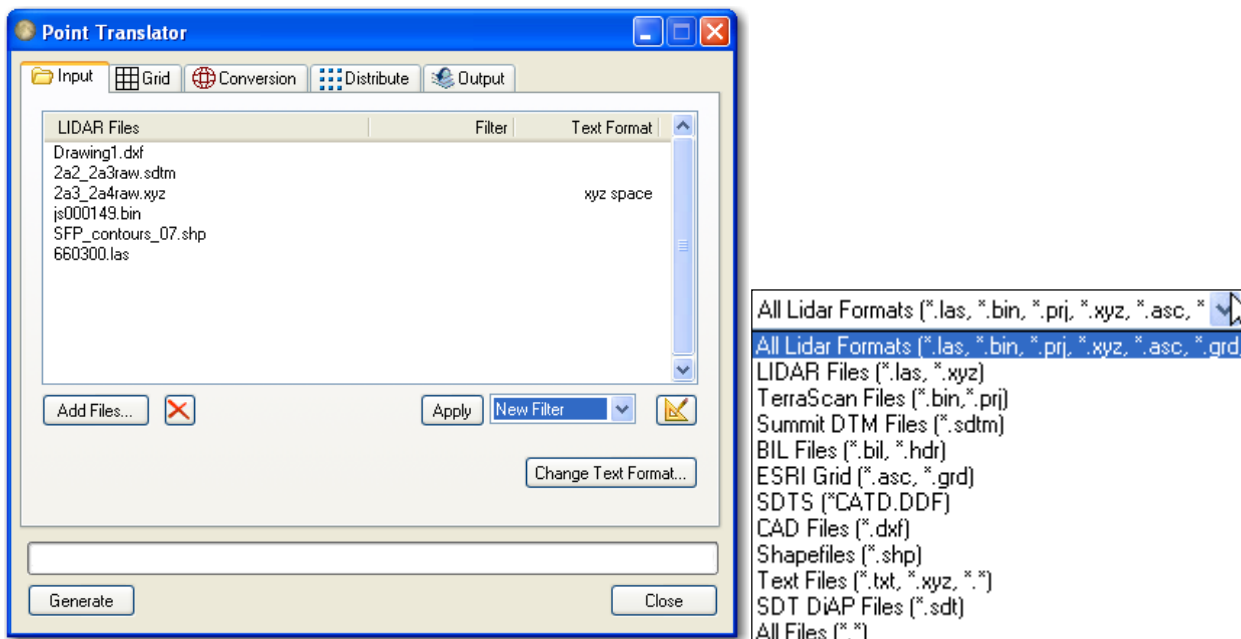 Point Translator
Input Grid Conversion Distribute Output
LIDAR Files Filter Text Format
Drawing1.dxf
2a2_2a3raw.sdtm
2a3_2a4raw.xyz xyz space
js000149.bin
SFP_contours_07.shp
660300.las
Add Files... Apply New Filter
Change Text Format...
Generate Close
All Lidar Formats (*.las, *.bin, *.prj, *.xyz, *.asc, *
All Lidar Formats (*.las, *.bin, *.prj, *.xyz, *.asc, *.grd,
LIDAR Files (*.las, *.xyz)
TerraScan Files (*.bin,*.prj)
Summit DTM Files (*.sdtm)
BIL Files (*.bil, *.hdr)
ESRI Grid (*.asc, *.grd)
SDTS (*CATD.DDF)
CAD Files (*.dxf)
Shapefiles (*.shp)
Text Files (*.txt, *.xyz, *.*)
SDT DiAP Files (*.sdt)
All Files (*.*)